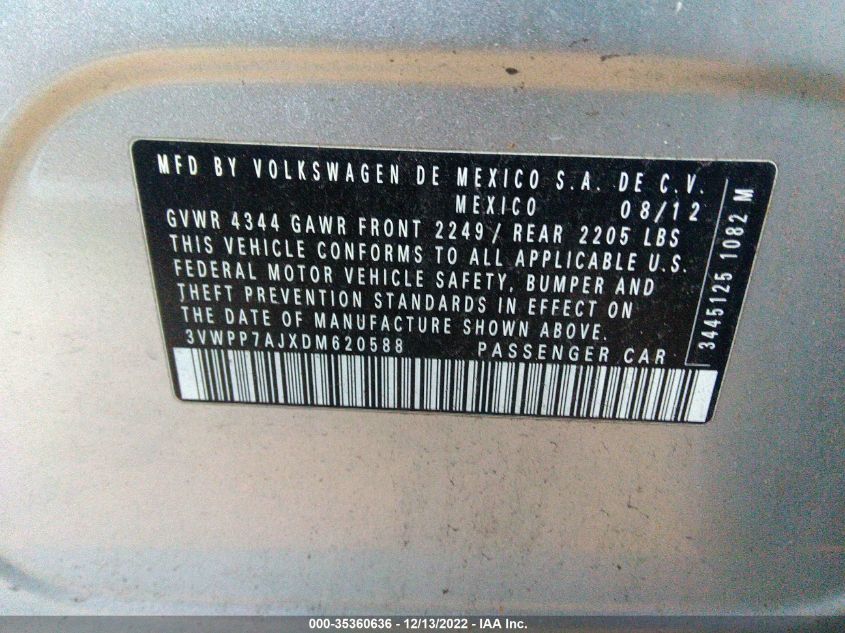 MFD BY VOLKSWAGEN DE MEXICO S.A. DE C.V.
MEXICO 08/12
GVWR 4344 GAWR FRONT 2249/ REAR 2205 LBS
THIS VEHICLE CONFORMS TO ALL APPLICABLE U.S.
FEDERAL MOTOR VEHICLE SAFETY, BUMPER AND
THEFT PREVENTION STANDARDS IN EFFECT ON
THE DATE OF MANUFACTURE SHOWN ABOVE.
3VWPP7AJXDM620588 PASSENGER CAR
3445125 1082 M
000-35360636 - 12/13/2022 - IAA Inc.